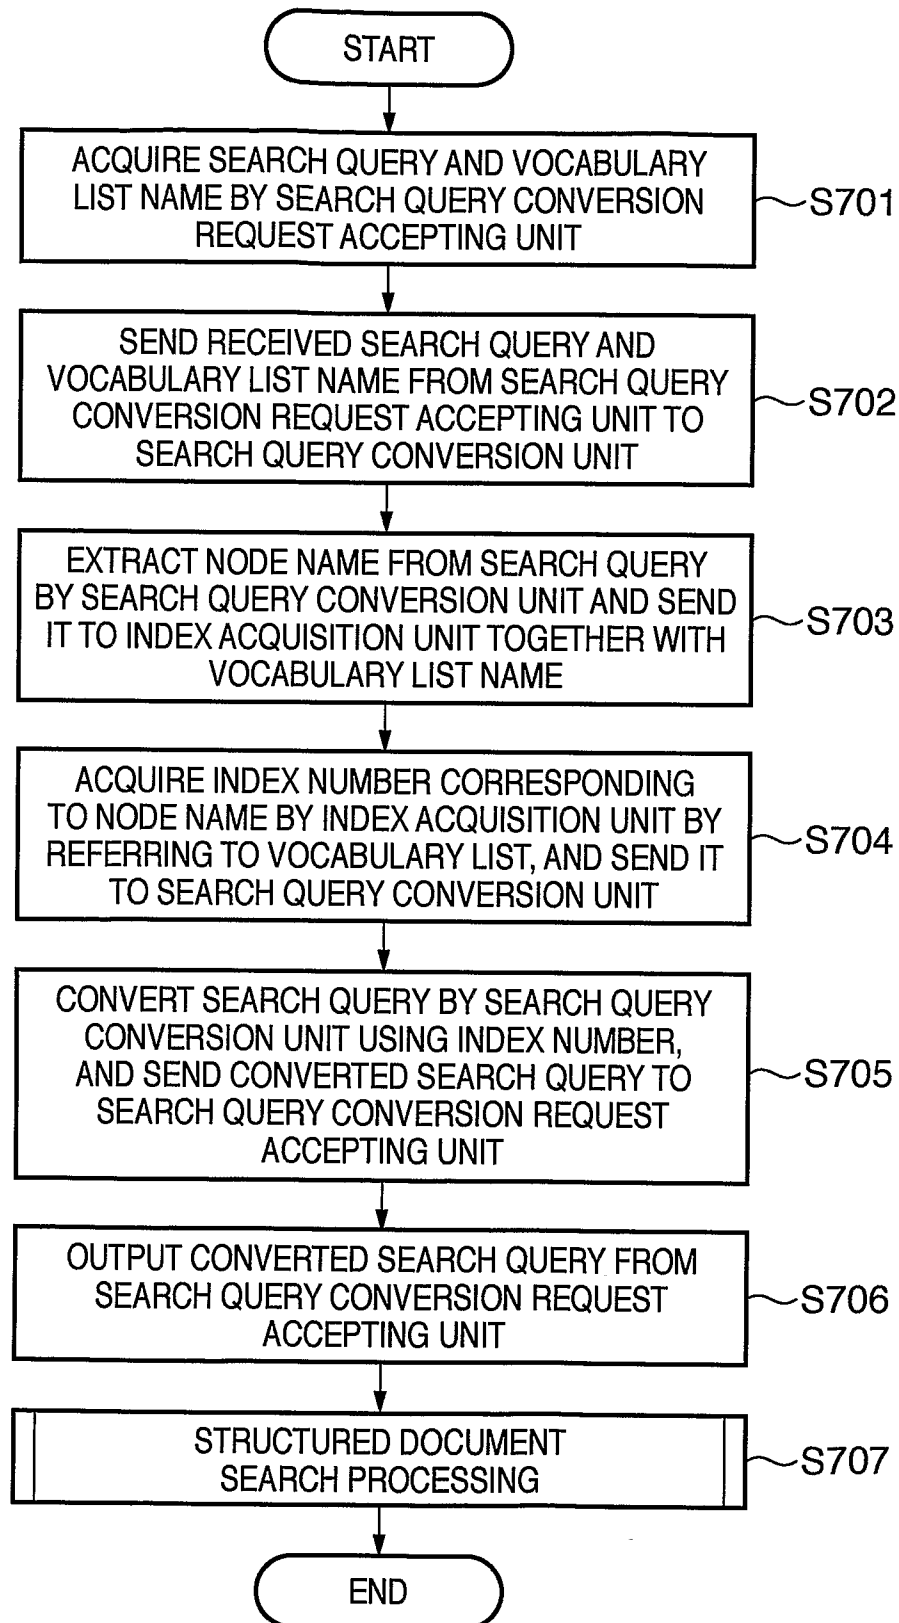 START
ACQUIRE SEARCH QUERY AND VOCABULARY
LIST NAME BY SEARCH QUERY CONVERSION
REQUEST ACCEPTING UNIT
S701
SEND RECEIVED SEARCH QUERY AND
VOCABULARY LIST NAME FROM SEARCH QUERY
CONVERSION REQUEST ACCEPTING UNIT TO
SEARCH QUERY CONVERSION UNIT
S702
EXTRACT NODE NAME FROM SEARCH QUERY
BY SEARCH QUERY CONVERSION UNIT AND SEND
IT TO INDEX ACQUISITION UNIT TOGETHER WITH
VOCABULARY LIST NAME
S703
ACQUIRE INDEX NUMBER CORRESPONDING
TO NODE NAME BY INDEX ACQUISITION UNIT BY
REFERRING TO VOCABULARY LIST, AND SEND IT
TO SEARCH QUERY CONVERSION UNIT
S704
CONVERT SEARCH QUERY BY SEARCH QUERY
CONVERSION UNIT USING INDEX NUMBER,
AND SEND CONVERTED SEARCH QUERY TO
SEARCH QUERY CONVERSION REQUEST
ACCEPTING UNIT
S705
OUTPUT CONVERTED SEARCH QUERY FROM
SEARCH QUERY CONVERSION REQUEST
ACCEPTING UNIT
S706
STRUCTURED DOCUMENT
SEARCH PROCESSING
S707
END